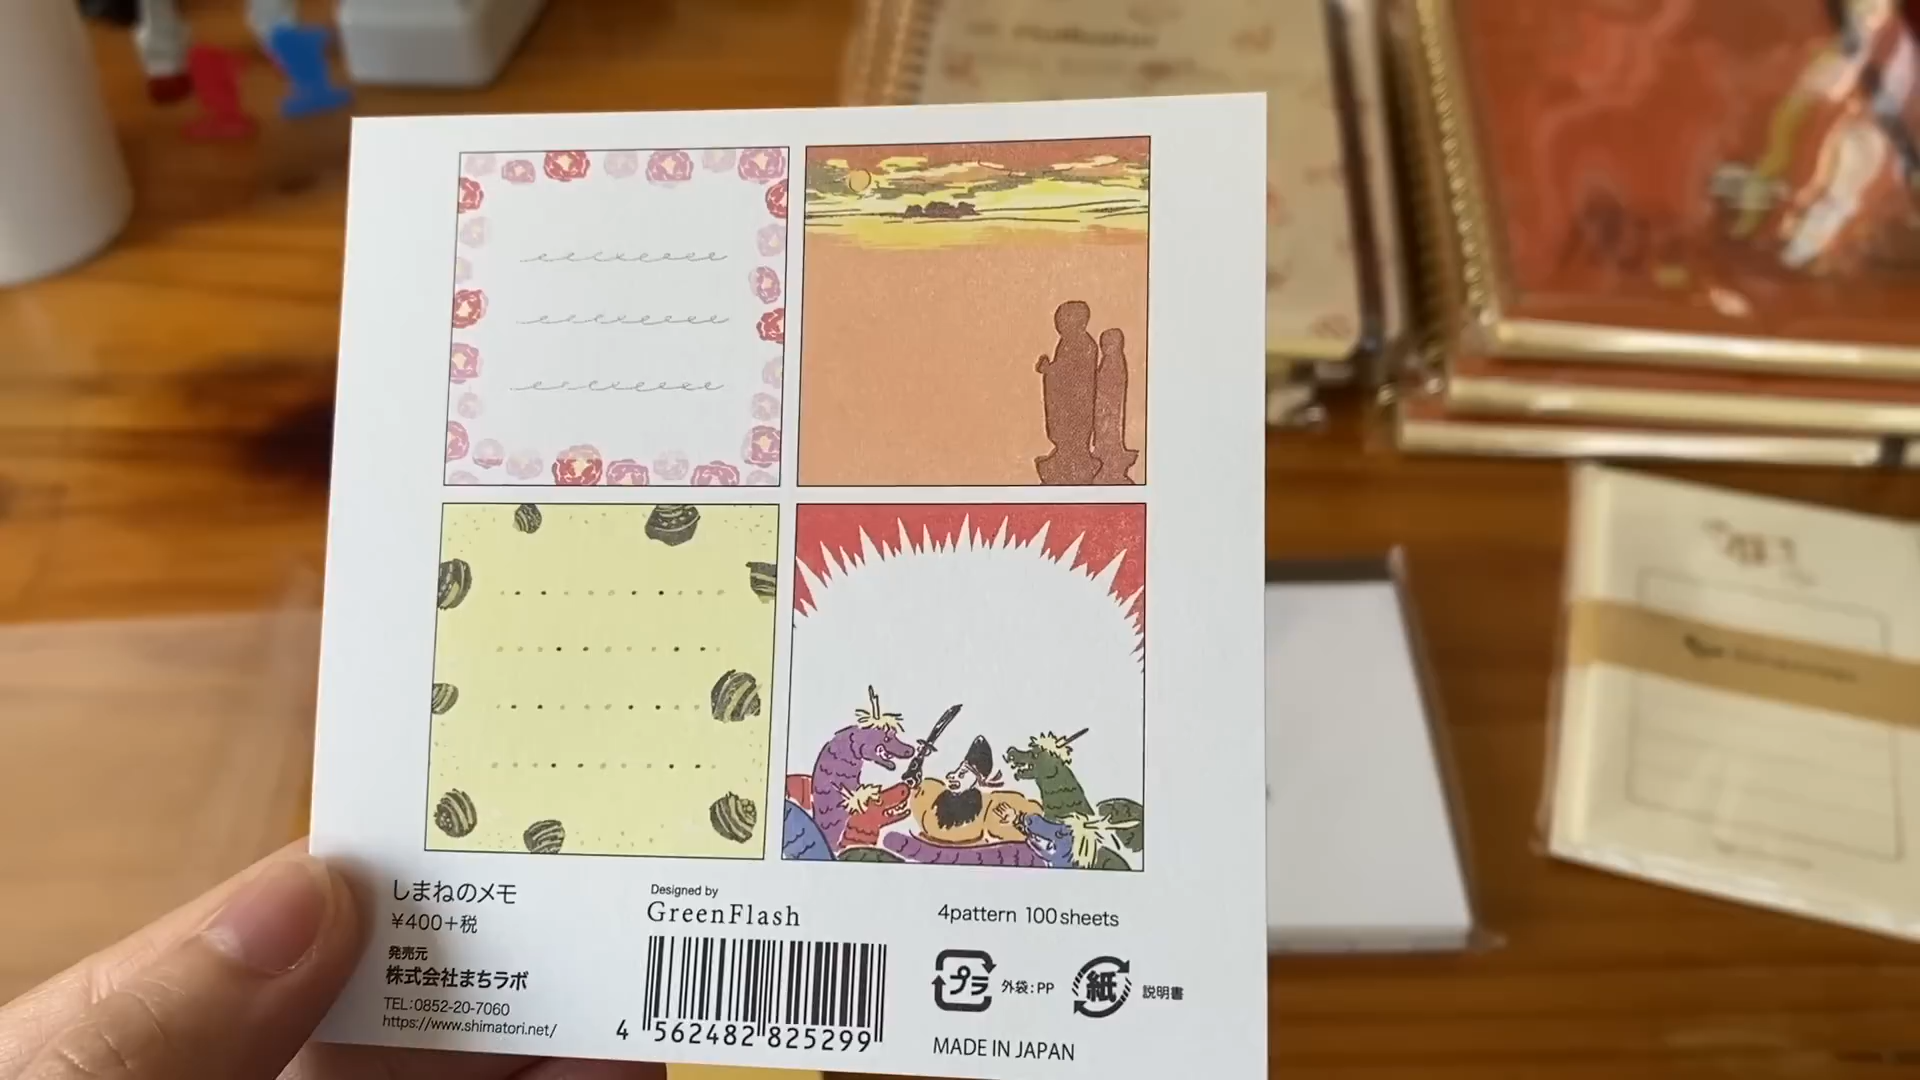 しまねのメモ
¥400+税
発売元
株式会社まちラボ
TEL:0852-20-7060
https://www.shimatori.net/
Designed by
GreenFlash
4 562482 825299
4pattern 100sheets
プラ
外袋:PP
紙
説明書
MADE IN JAPAN